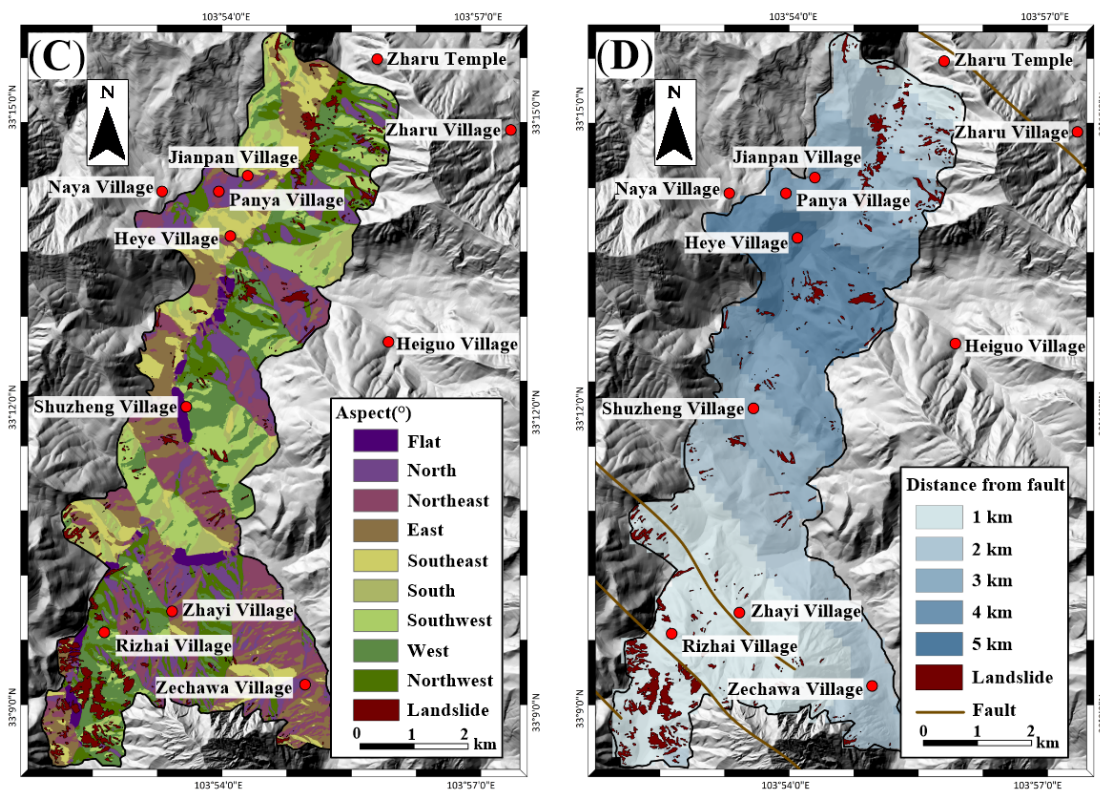 103°54'0"E
103°57'0"E
(C)
N
33°15'0"N
33°12'0"N
33°9'0"N
Zharu Temple
Zharu Village
Jianpan Village
Naya Village
Panya Village
Heye Village
Heiguo Village
Shuzheng Village
Zhayi Village
Rizhai Village
Zechawa Village
Aspect(°)
Flat
North
Northeast
East
Southeast
South
Southwest
West
Northwest
Landslide
0 1 2
km
33°15'0"N
33°12'0"N
33°9'0"N
103°54'0"E
103°57'0"E
103°54'0"E
103°57'0"E
(D)
N
Zharu Temple
Zharu Village
Jianpan Village
Naya Village
Panya Village
Heye Village
Heiguo Village
Shuzheng Village
Zhayi Village
Rizhai Village
Zechawa Village
Distance from fault
1 km
2 km
3 km
4 km
5 km
Landslide
Fault
0 1 2
km
103°54'0"E
103°57'0"E